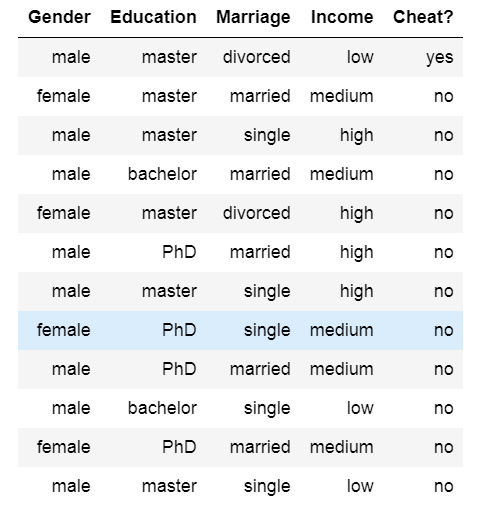 Gender Education Marriage Income Cheat?
male master divorced low yes
female master married medium no
male master single high no
male bachelor married medium no
female master divorced high no
male PhD married high no
male master single high no
female PhD single medium no
male PhD married medium no
male bachelor single low no
female PhD married medium no
male master single low no